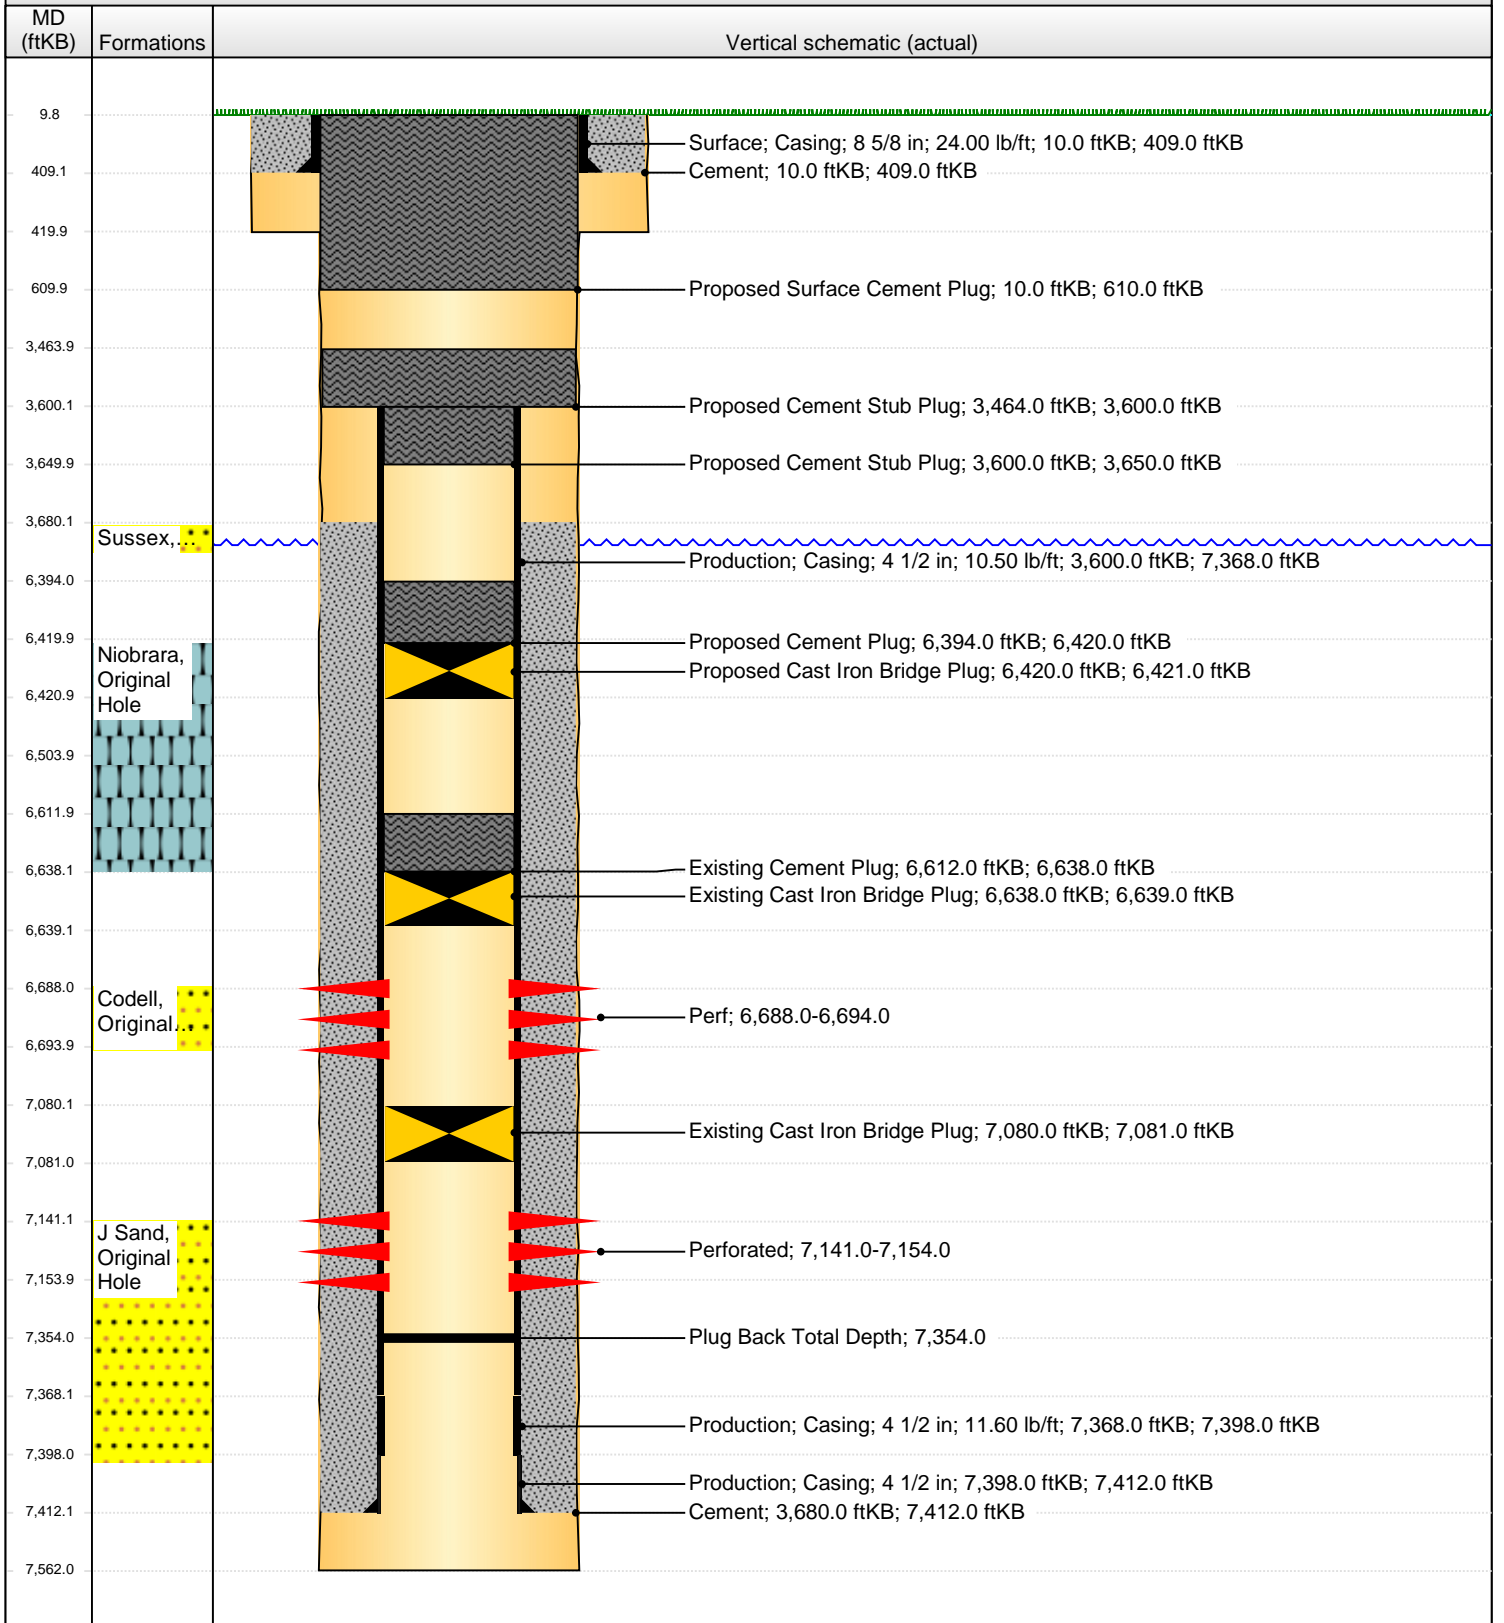 MD
(ftKB)
Formations
Vertical schematic (actual)
9.8
Surface; Casing; 8 5/8 in; 24.00 lb/ft; 10.0 ftKB; 409.0 ftKB
409.1
Cement; 10.0 ftKB; 409.0 ftKB
419.9
609.9
Proposed Surface Cement Plug; 10.0 ftKB; 610.0 ftKB
3,463.9
3,600.1
Proposed Cement Stub Plug; 3,464.0 ftKB; 3,600.0 ftKB
3,649.9
Proposed Cement Stub Plug; 3,600.0 ftKB; 3,650.0 ftKB
3,680.1
Sussex,...
Production; Casing; 4 1/2 in; 10.50 lb/ft; 3,600.0 ftKB; 7,368.0 ftKB
6,394.0
6,419.9
Proposed Cement Plug; 6,394.0 ftKB; 6,420.0 ftKB
Niobrara,
Original
Hole
Proposed Cast Iron Bridge Plug; 6,420.0 ftKB; 6,421.0 ftKB
6,420.9
6,503.9
6,611.9
6,638.1
Existing Cement Plug; 6,612.0 ftKB; 6,638.0 ftKB
Existing Cast Iron Bridge Plug; 6,638.0 ftKB; 6,639.0 ftKB
6,639.1
6,688.0
Codell,
Original...
Perf; 6,688.0-6,694.0
6,693.9
7,080.1
Existing Cast Iron Bridge Plug; 7,080.0 ftKB; 7,081.0 ftKB
7,081.0
7,141.1
J Sand,
Original
Hole
Perforated; 7,141.0-7,154.0
7,153.9
7,354.0
Plug Back Total Depth; 7,354.0
7,368.1
Production; Casing; 4 1/2 in; 11.60 lb/ft; 7,368.0 ftKB; 7,398.0 ftKB
7,398.0
Production; Casing; 4 1/2 in; 7,398.0 ftKB; 7,412.0 ftKB
7,412.1
Cement; 3,680.0 ftKB; 7,412.0 ftKB
7,562.0